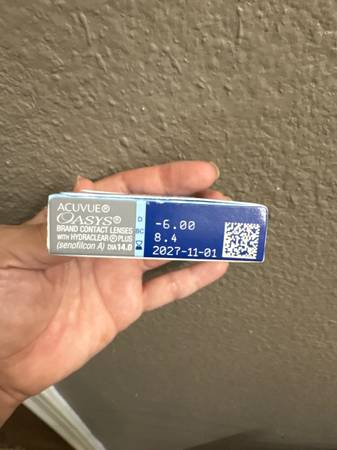 ACUVUE®
OASYS®
BRAND CONTACT LENSES
WITH HYDRACLEAR® PLUS
(senofilcon A) DIA 14.0
D -6.00
BC 8.4
2027-11-01